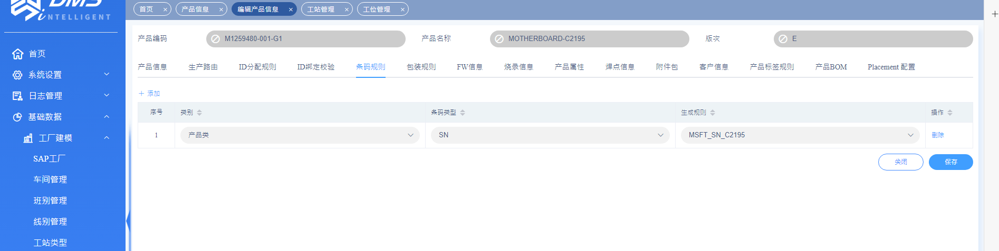 DMS
iNTELLIGENT
首页 × 产品信息 × 编辑产品信息 × 工站管理 × 工位管理 ×
产品编码 M1259480-001-G1 产品名称 MOTHERBOARD-C2195 版次 E
首页
系统设置
日志管理
基础数据
工厂建模
SAP工厂
车间管理
班别管理
线别管理
工站类型
产品信息 生产路由 ID分配规则 ID绑定校验 条码规则 包装规则 FW信息 烧录信息 产品属性 焊点信息 附件包 客户信息 产品标签规则 产品BOM Placement 配置
+ 添加
序号 类别 条码类型 生成规则 操作
1 产品类 SN MSFT_SN_C2195 删除
关闭 保存